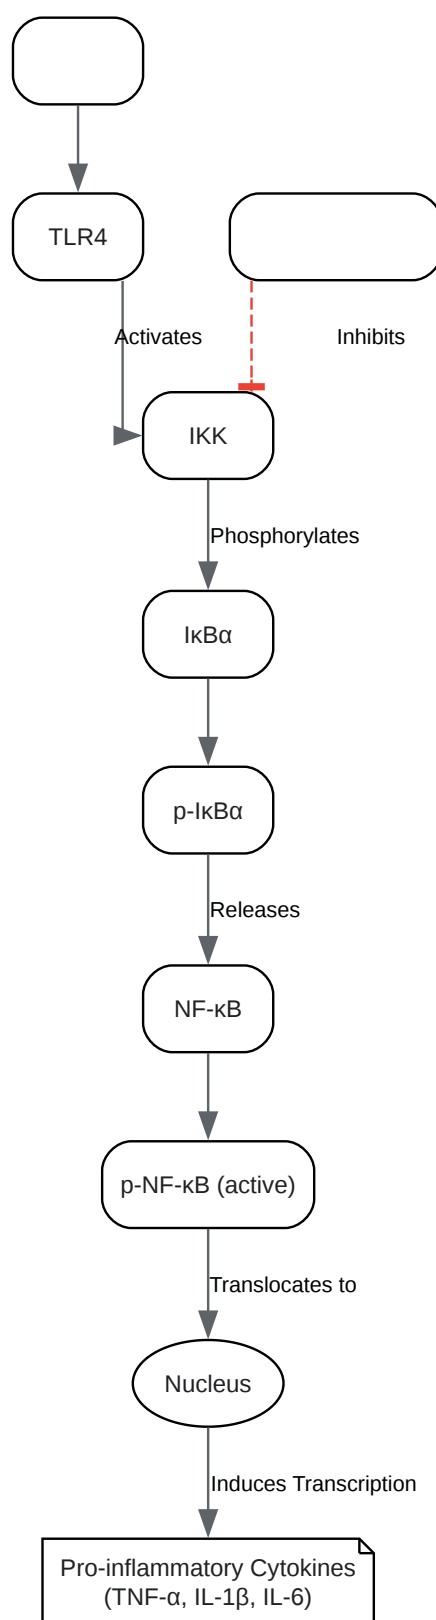 TLR4
Activates
Inhibits
IKK
Phosphorylates
IκBα
p-IκBα
Releases
NF-κB
p-NF-κB (active)
Translocates to
Nucleus
Induces Transcription
Pro-inflammatory Cytokines
(TNF-α, IL-1β, IL-6)